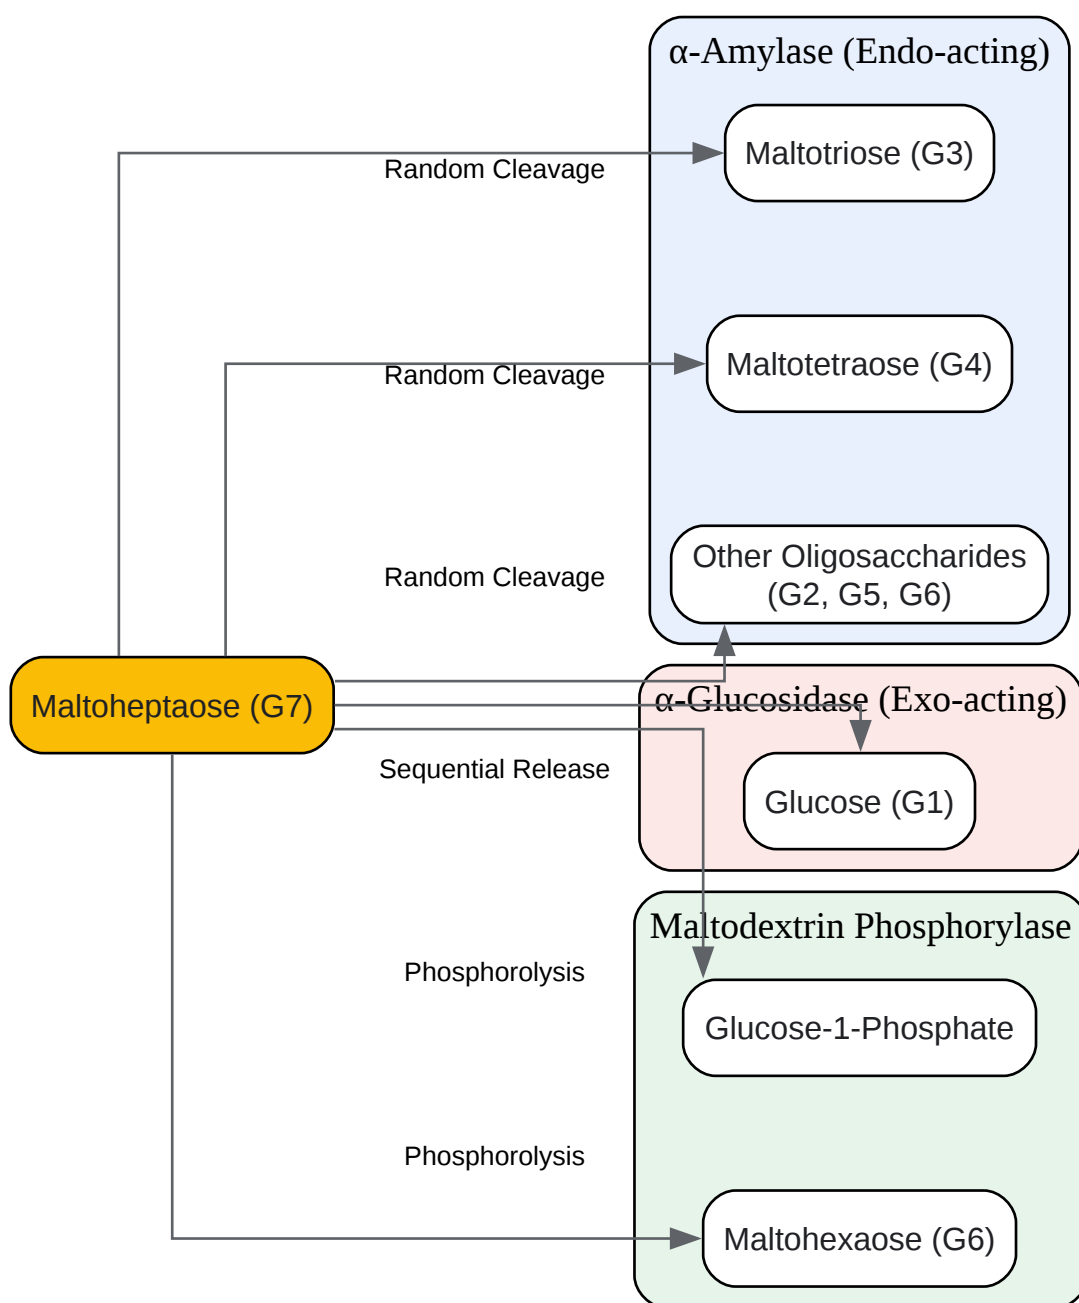 α-Amylase (Endo-acting)
Maltotriose (G3)
Random Cleavage
Maltotetraose (G4)
Random Cleavage
Other Oligosaccharides
(G2, G5, G6)
Random Cleavage
Maltoheptaose (G7)
α-Glucosidase (Exo-acting)
Sequential Release
Glucose (G1)
Maltodextrin Phosphorylase
Phosphorolysis
Glucose-1-Phosphate
Phosphorolysis
Maltohexaose (G6)